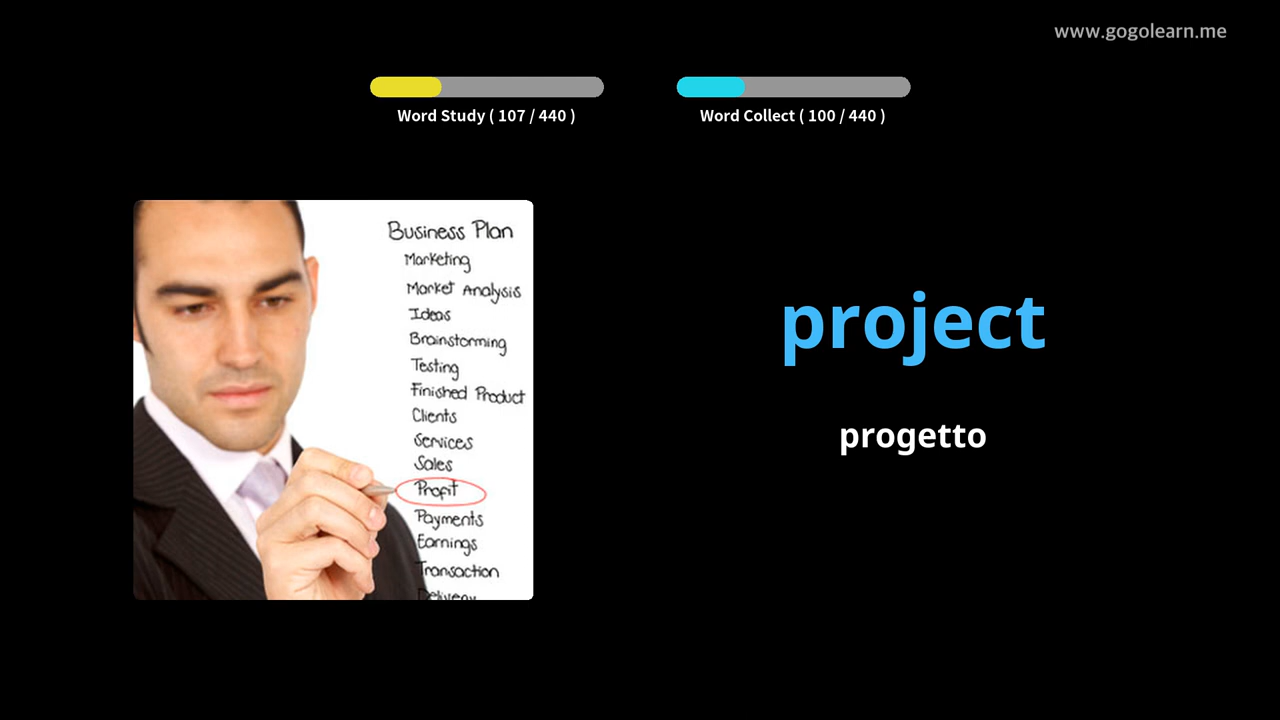 www.gogolearn.me
Word Study ( 107 / 440 )
Word Collect ( 100 / 440 )
Business Plan
Marketing
Market Analysis
Ideas
Brainstorming
Testing
Finished Product
Clients
Services
Sales
Profit
Payments
Earnings
Transaction
Delivery
project
progetto